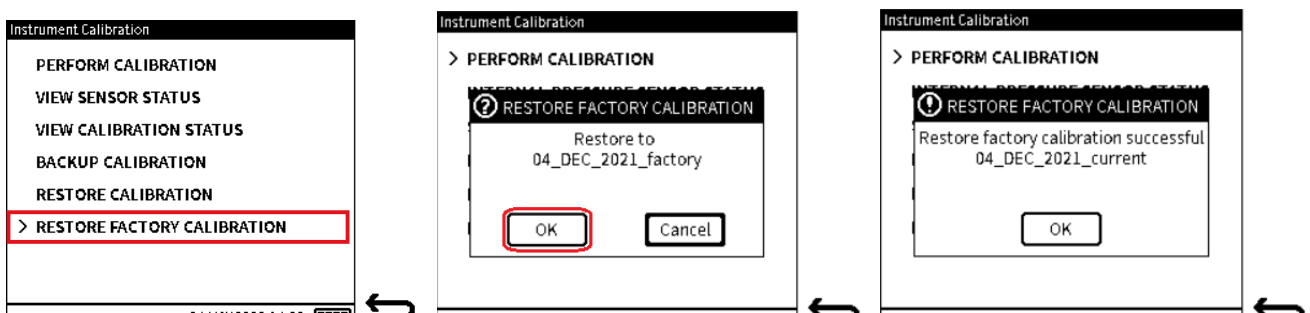 Instrument Calibration
PERFORM CALIBRATION
VIEW SENSOR STATUS
VIEW CALIBRATION STATUS
BACKUP CALIBRATION
RESTORE CALIBRATION
> RESTORE FACTORY CALIBRATION
Instrument Calibration
> PERFORM CALIBRATION
RESTORE FACTORY CALIBRATION
Restore to
04_DEC_2021_factory
OK Cancel
Instrument Calibration
> PERFORM CALIBRATION
RESTORE FACTORY CALIBRATION
Restore factory calibration successful
04_DEC_2021_current
OK